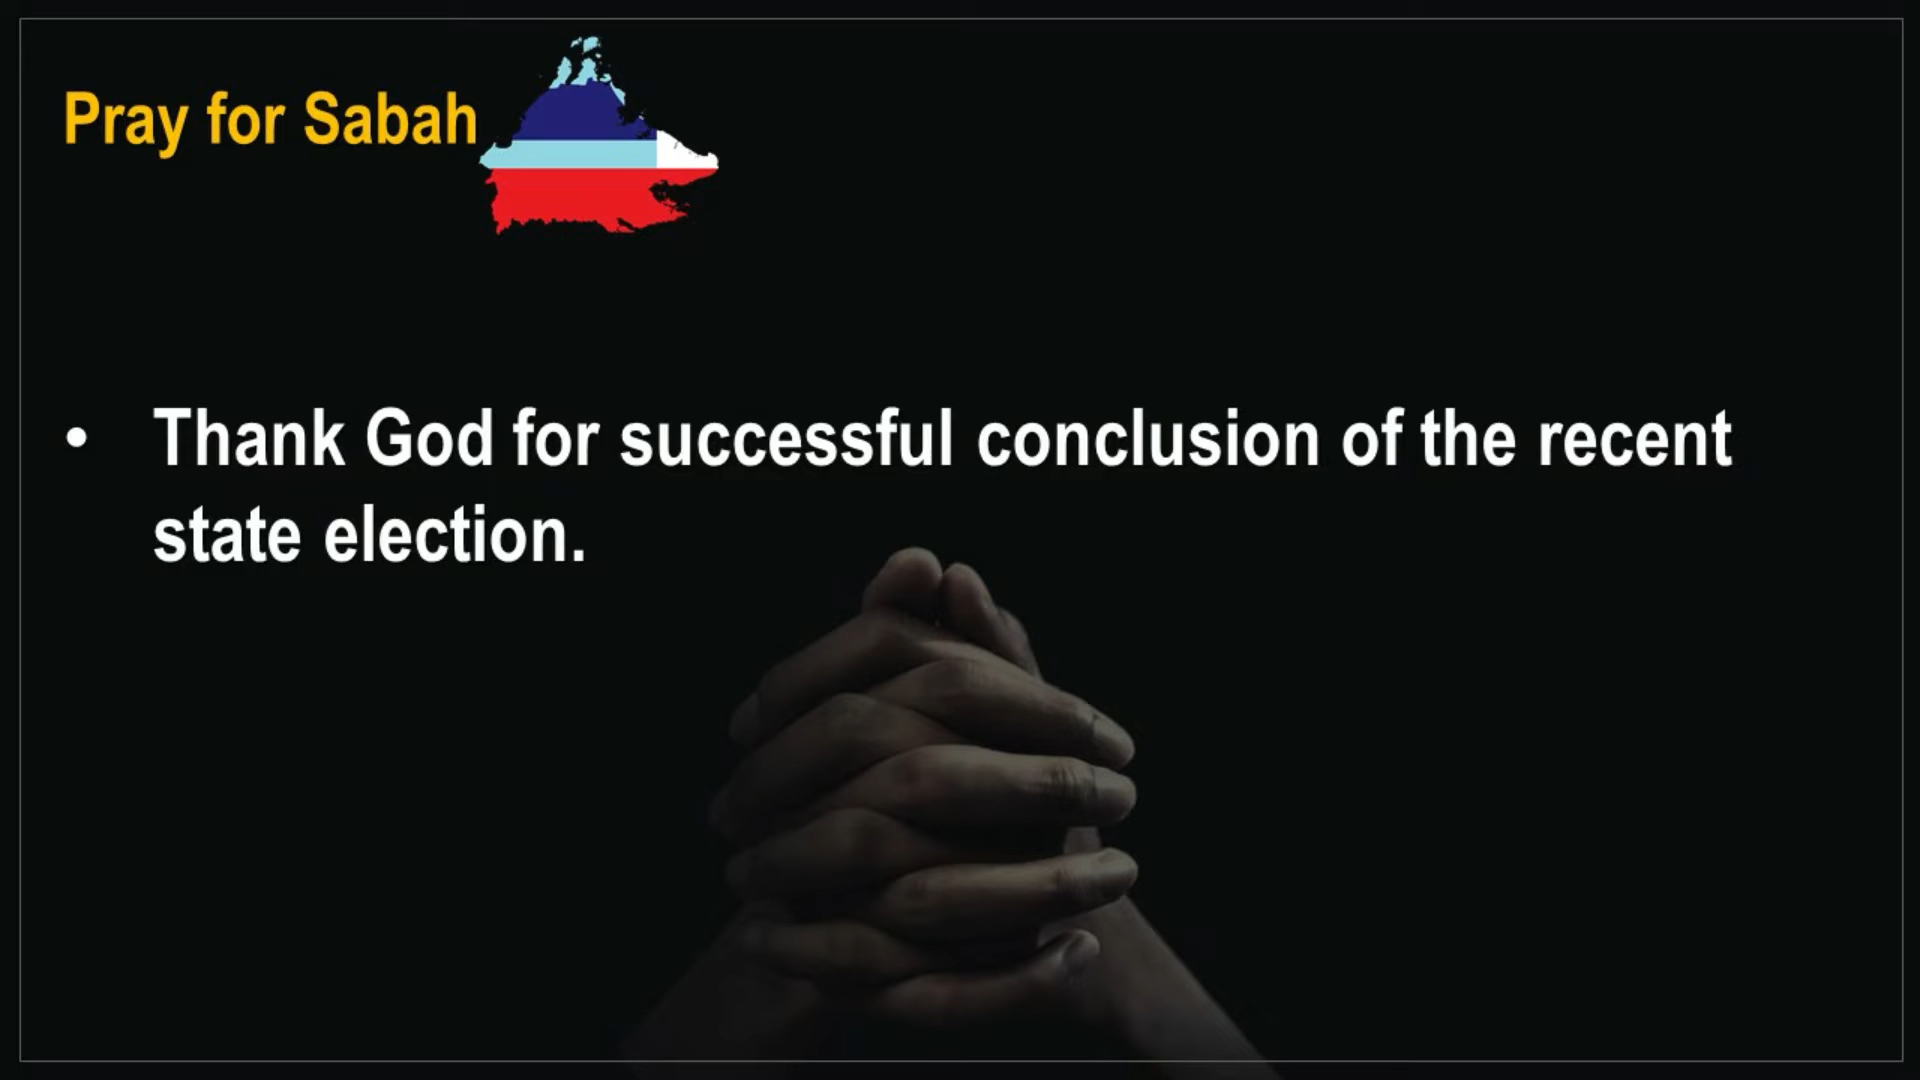 Pray for Sabah
• Thank God for successful conclusion of the recent
state election.